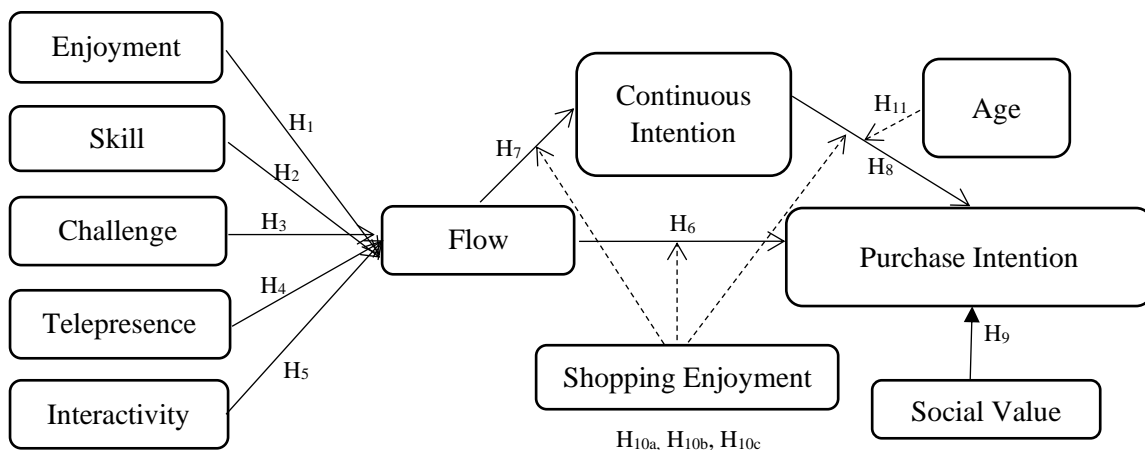 Enjoyment
Skill
Challenge
Telepresence
Interactivity
H1
H2
H3
H4
H5
Flow
H7
Continuous
Intention
H6
H11
Age
H8
Purchase Intention
H9
Shopping Enjoyment
Social Value
H10a, H10b, H10c